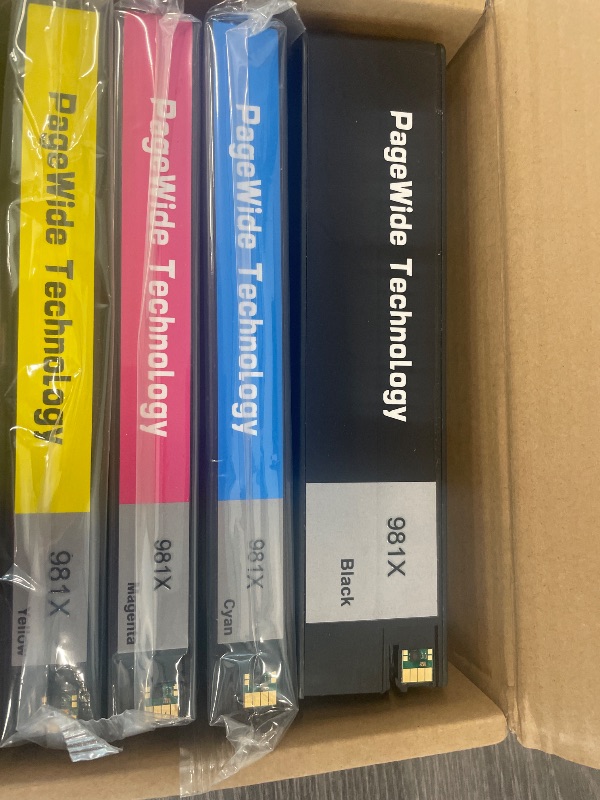 PageWide Technology
981X
Yellow
PageWide Technology
981X
Magenta
PageWide Technology
981X
Cyan
PageWide Technology
981X
Black